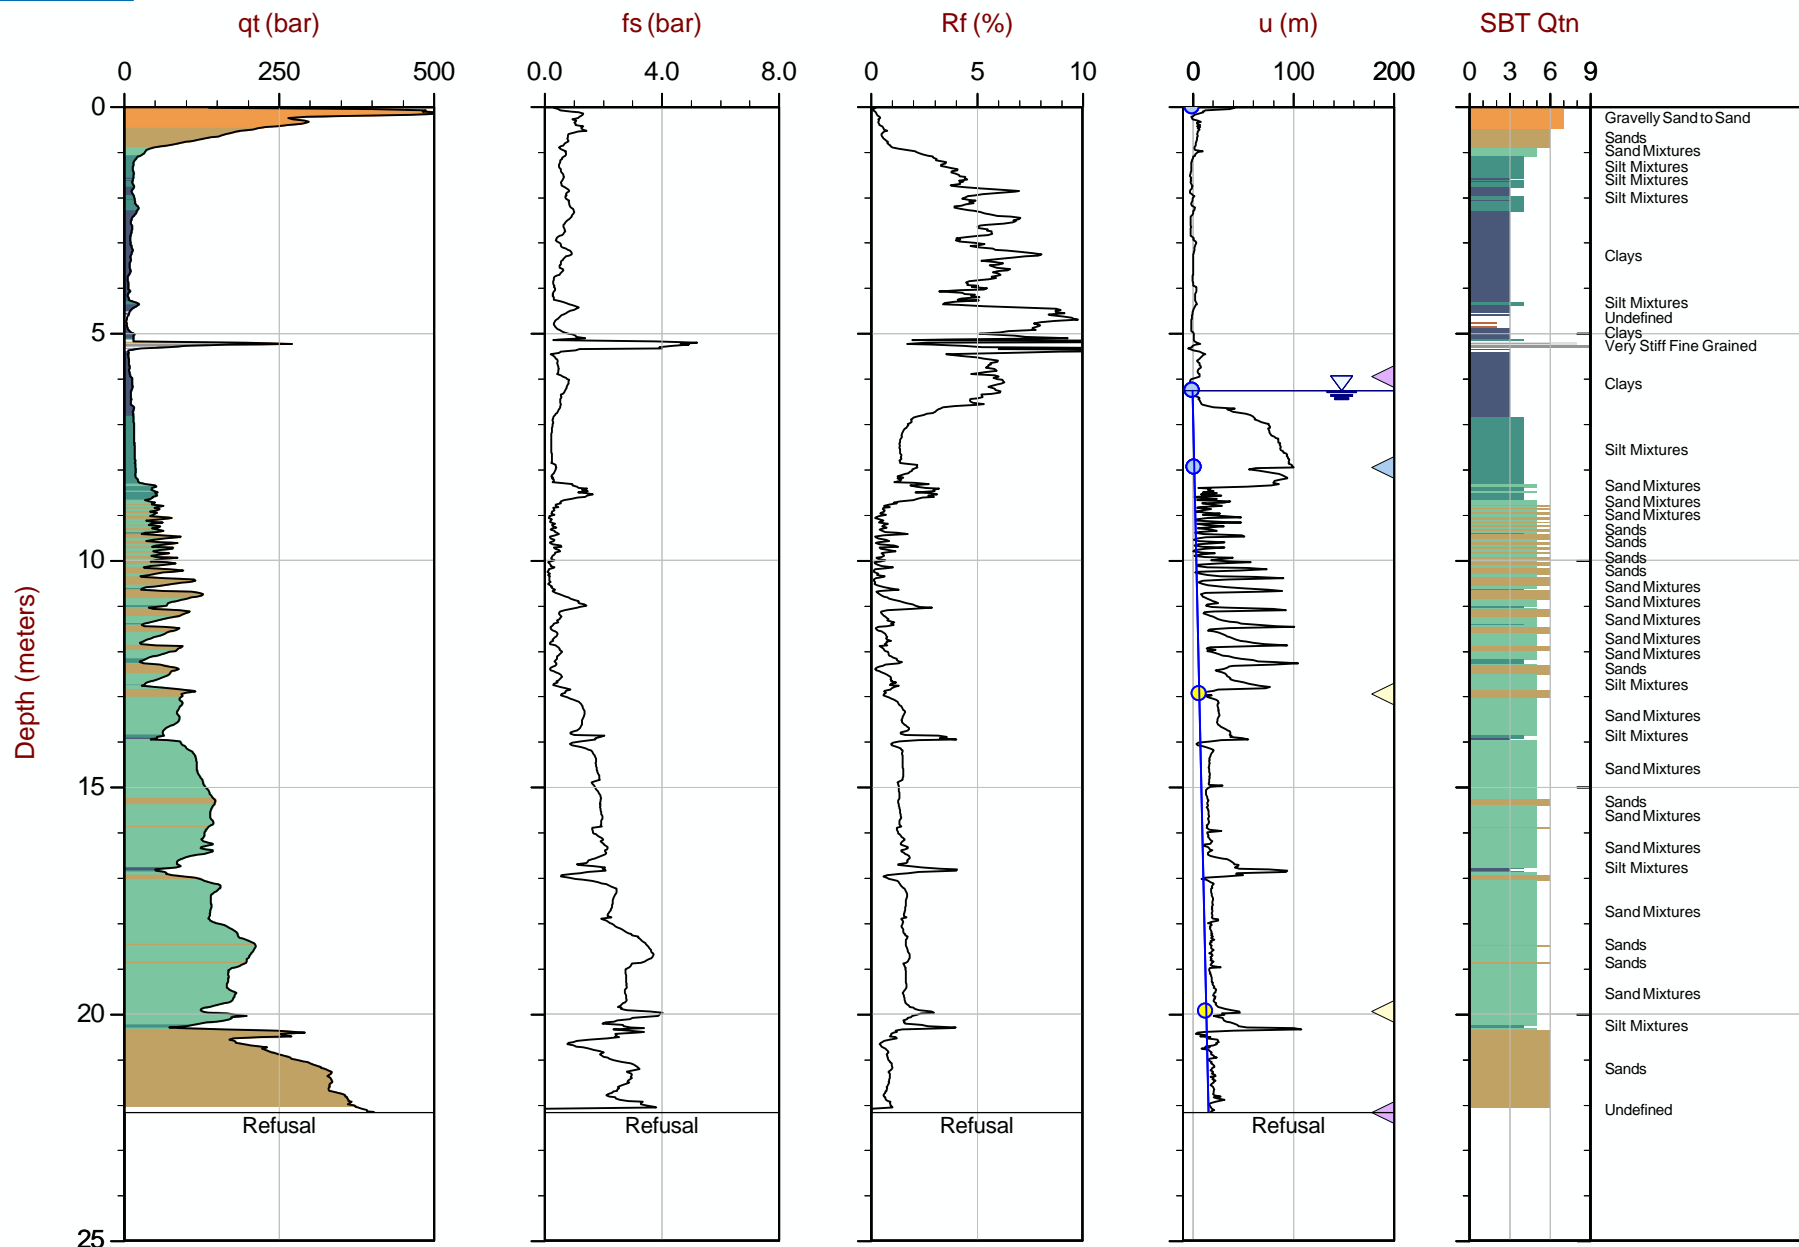 qt (bar) fs (bar) Rf (%) u (m) SBT Qtn
0 250 500 0.0 4.0 8.0 0 5 10 0 100 200 0 3 6 9
0
Gravelly Sand to Sand
Sands
Sand Mixtures
Silt Mixtures
Silt Mixtures
Silt Mixtures
Clays
Silt Mixtures
Undefined
5
Clays
Very Stiff Fine Grained
Clays
Silt Mixtures
Sand Mixtures
Sand Mixtures
Sand Mixtures
Sands
Sands
10
Sands
Sands
Sand Mixtures
Sand Mixtures
Sand Mixtures
Sand Mixtures
Sand Mixtures
Sands
Silt Mixtures
Depth (meters)
Sand Mixtures
Silt Mixtures
Sand Mixtures
15
Sands
Sand Mixtures
Sand Mixtures
Silt Mixtures
Sand Mixtures
Sands
Sands
Sand Mixtures
20
Silt Mixtures
Sands
Undefined
Refusal Refusal Refusal Refusal
25